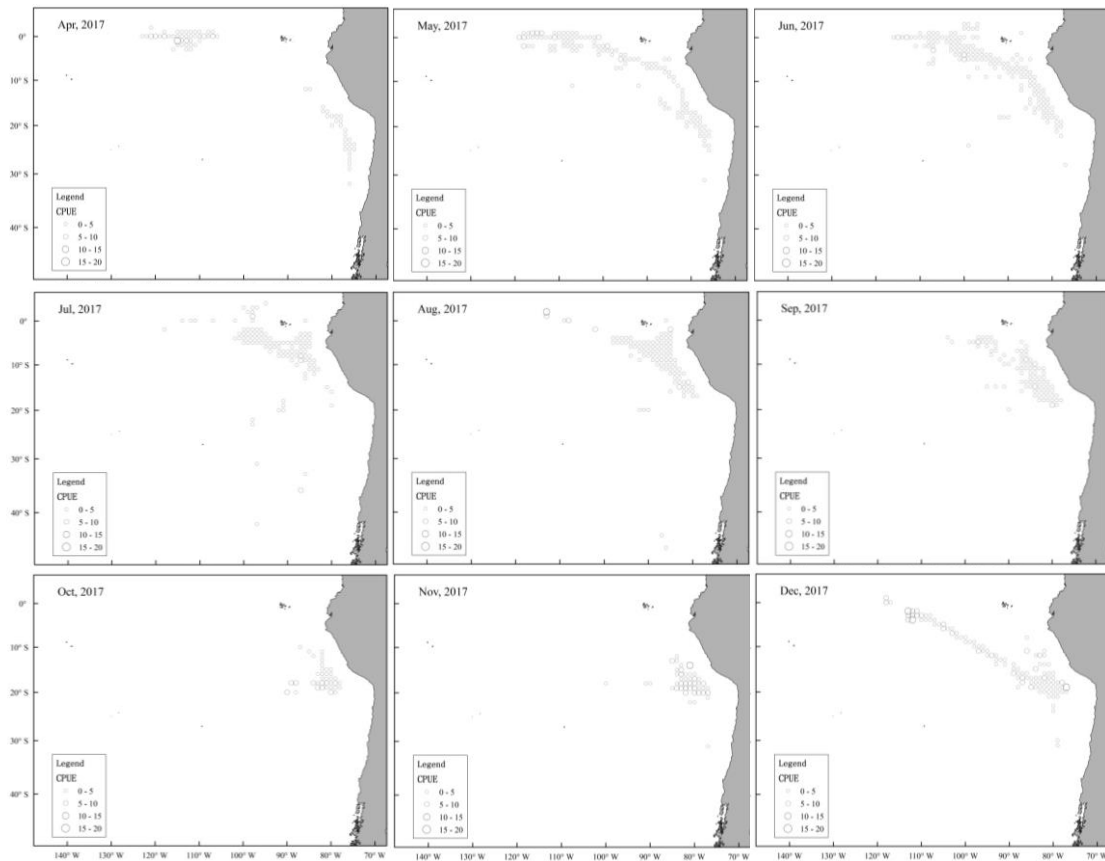 Apr, 2017
May, 2017
Jun, 2017
0°
10° S
20° S
30° S
40° S
Legend
CPUE
0 - 5
5 - 10
10 - 15
15 - 20
Legend
CPUE
0 - 5
5 - 10
10 - 15
15 - 20
Legend
CPUE
0 - 5
5 - 10
10 - 15
15 - 20
Jul, 2017
Aug, 2017
Sep, 2017
0°
10° S
20° S
30° S
40° S
Legend
CPUE
0 - 5
5 - 10
10 - 15
15 - 20
Legend
CPUE
0 - 5
5 - 10
10 - 15
15 - 20
Legend
CPUE
0 - 5
5 - 10
10 - 15
15 - 20
Oct, 2017
Nov, 2017
Dec, 2017
0°
10° S
20° S
30° S
40° S
Legend
CPUE
0 - 5
5 - 10
10 - 15
15 - 20
Legend
CPUE
0 - 5
5 - 10
10 - 15
15 - 20
Legend
CPUE
0 - 5
5 - 10
10 - 15
15 - 20
140° W 130° W 120° W 110° W 100° W 90° W 80° W 70° W
140° W 130° W 120° W 110° W 100° W 90° W 80° W 70° W
140° W 130° W 120° W 110° W 100° W 90° W 80° W 70° W